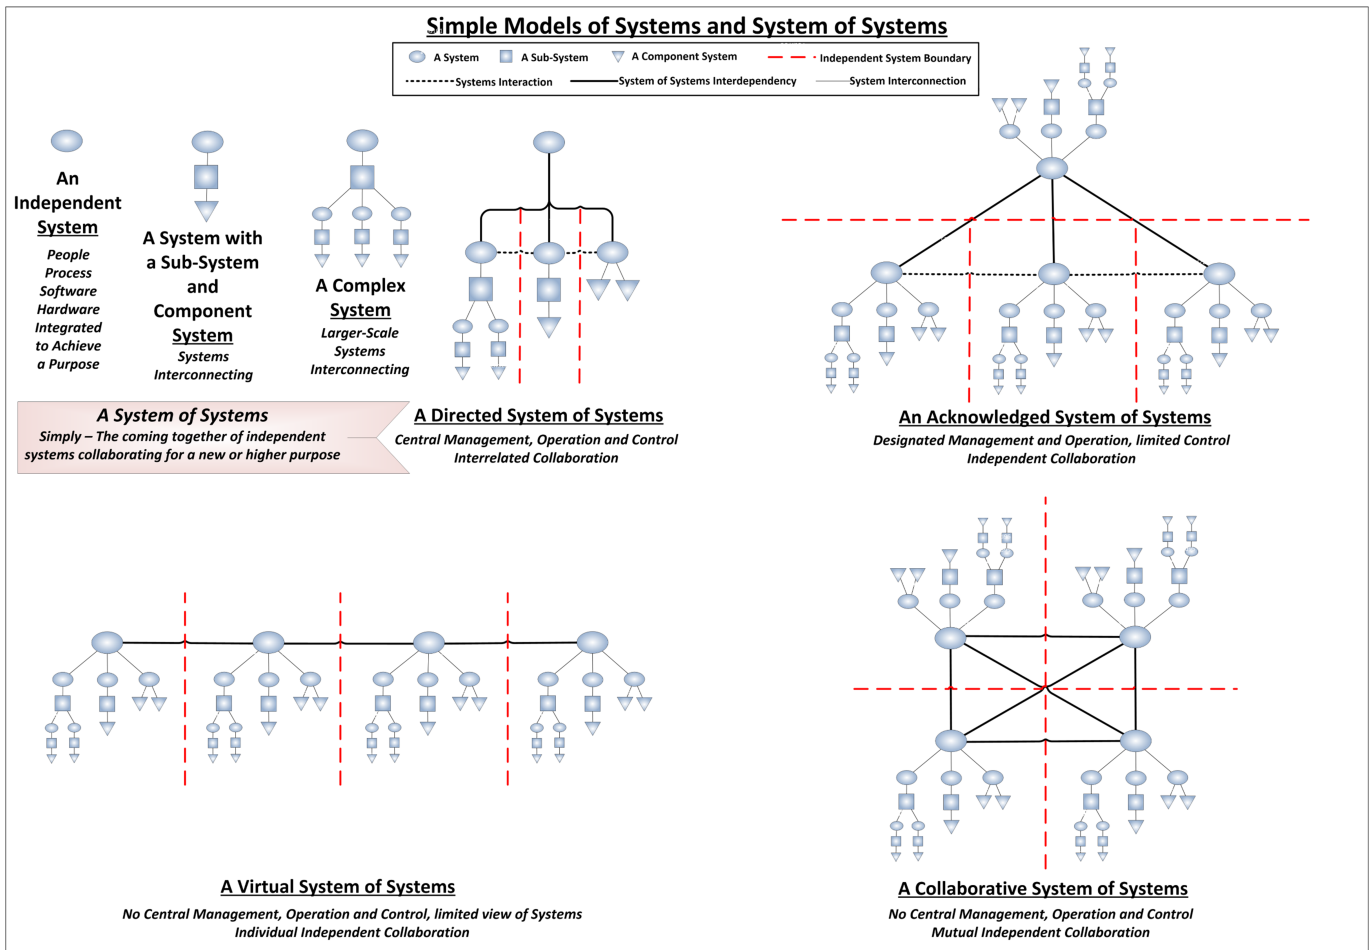 Simple Models of Systems and System of Systems
A System
A Sub-System
A Component System
Independent System Boundary
Systems Interaction
System of Systems Interdependency
System Interconnection
An
Independent
System
People
Process
Software
Hardware
Integrated
to Achieve
a Purpose
A System with
a Sub-System
and
Component
System
Systems
Interconnecting
A Complex
System
Larger-Scale
Systems
Interconnecting
A System of Systems
Simply – The coming together of independent
systems collaborating for a new or higher purpose
A Directed System of Systems
Central Management, Operation and Control
Interrelated Collaboration
An Acknowledged System of Systems
Designated Management and Operation, limited Control
Independent Collaboration
A Virtual System of Systems
No Central Management, Operation and Control, limited view of Systems
Individual Independent Collaboration
A Collaborative System of Systems
No Central Management, Operation and Control
Mutual Independent Collaboration